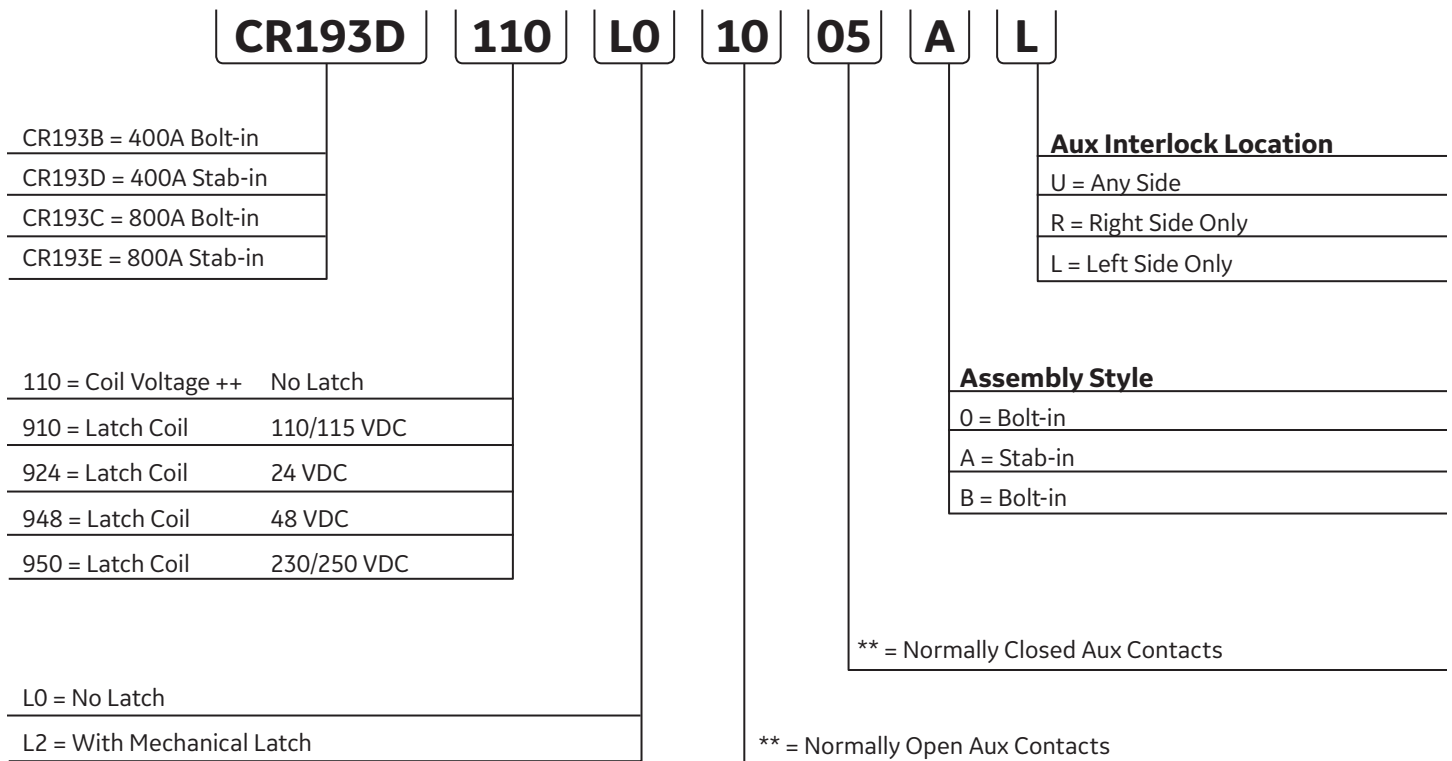 CR193D 110 L0 10 05 A L
CR193B = 400A Bolt-in
CR193D = 400A Stab-in
CR193C = 800A Bolt-in
CR193E = 800A Stab-in
Aux Interlock Location
U = Any Side
R = Right Side Only
L = Left Side Only
110 = Coil Voltage ++ No Latch
910 = Latch Coil 110/115 VDC
924 = Latch Coil 24 VDC
948 = Latch Coil 48 VDC
950 = Latch Coil 230/250 VDC
Assembly Style
0 = Bolt-in
A = Stab-in
B = Bolt-in
** = Normally Closed Aux Contacts
L0 = No Latch
L2 = With Mechanical Latch
** = Normally Open Aux Contacts